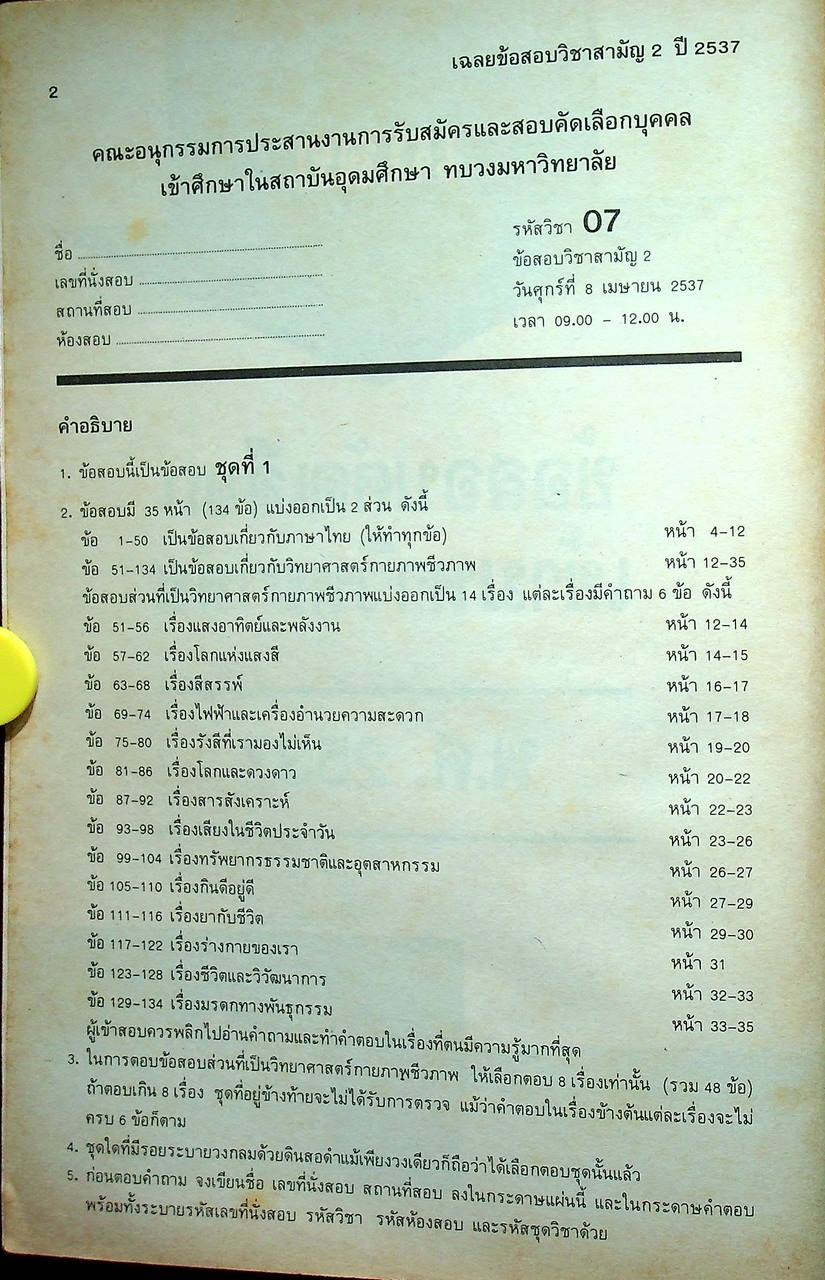 เฉลยข้อสอบวิชาสามัญ 2 ปี 2537
2
คณะอนุกรรมการประสานงานการรับสมัครและสอบคัดเลือกบุคคล
เข้าศึกษาในสถาบันอุดมศึกษา ทบวงมหาวิทยาลัย
รหัสวิชา 07
ชื่อ
ข้อสอบวิชาสามัญ 2
เลขที่นั่งสอบ
วันศุกร์ที่ 8 เมษายน 2537
สถานที่สอบ
เวลา 09.00 – 12.00 น.
ห้องสอบ
คำอธิบาย
1. ข้อสอบนี้เป็นข้อสอบ ชุดที่ 1
2. ข้อสอบมี 35 หน้า (134 ข้อ) แบ่งออกเป็น 2 ส่วน ดังนี้
ข้อ 1–50 เป็นข้อสอบเกี่ยวกับภาษาไทย (ให้ทำทุกข้อ) หน้า 4–12
ข้อ 51–134 เป็นข้อสอบเกี่ยวกับวิทยาศาสตร์กายภาพชีวภาพ หน้า 12–35
ข้อสอบส่วนที่เป็นวิทยาศาสตร์กายภาพชีวภาพแบ่งออกเป็น 14 เรื่อง แต่ละเรื่องมีคำถาม 6 ข้อ ดังนี้
ข้อ 51–56 เรื่องแสงอาทิตย์และพลังงาน หน้า 12–14
ข้อ 57–62 เรื่องโลกแห่งแสงสี หน้า 14–15
ข้อ 63–68 เรื่องสีสรรพ์ หน้า 16–17
ข้อ 69–74 เรื่องไฟฟ้าและเครื่องอำนวยความสะดวก หน้า 17–18
ข้อ 75–80 เรื่องรังสีที่เรามองไม่เห็น หน้า 19–20
ข้อ 81–86 เรื่องโลกและดวงดาว หน้า 20–22
ข้อ 87–92 เรื่องสารสังเคราะห์ หน้า 22–23
ข้อ 93–98 เรื่องเสียงในชีวิตประจำวัน หน้า 23–26
ข้อ 99–104 เรื่องทรัพยากรธรรมชาติและอุตสาหกรรม หน้า 26–27
ข้อ 105–110 เรื่องกินดีอยู่ดี หน้า 27–29
ข้อ 111–116 เรื่องยากับชีวิต หน้า 29–30
ข้อ 117–122 เรื่องร่างกายของเรา หน้า 31
ข้อ 123–128 เรื่องชีวิตและวิวัฒนาการ หน้า 32–33
ข้อ 129–134 เรื่องมรดกทางพันธุกรรม หน้า 33–35
ผู้เข้าสอบควรพลิกไปอ่านคำถามและทำคำตอบในเรื่องที่ตนมีความรู้มากที่สุด
3. ในการตอบข้อสอบส่วนที่เป็นวิทยาศาสตร์กายภาพชีวภาพ ให้เลือกตอบ 8 เรื่องเท่านั้น (รวม 48 ข้อ)
ถ้าตอบเกิน 8 เรื่อง ชุดที่อยู่ข้างท้ายจะไม่ได้รับการตรวจ แม้ว่าคำตอบในเรื่องข้างต้นแต่ละเรื่องจะไม่
ครบ 6 ข้อก็ตาม
4. ชุดใดที่มีรอยระบายวงกลมด้วยดินสอดำแม้เพียงวงเดียวก็ถือว่าได้เลือกตอบชุดนั้นแล้ว
5. ก่อนตอบคำถาม จงเขียนชื่อ เลขที่นั่งสอบ สถานที่สอบ ลงในกระดาษแผ่นนี้ และในกระดาษคำตอบ
พร้อมทั้งระบายรหัสเลขที่นั่งสอบ รหัสวิชา รหัสห้องสอบ และรหัสชุดวิชาด้วย